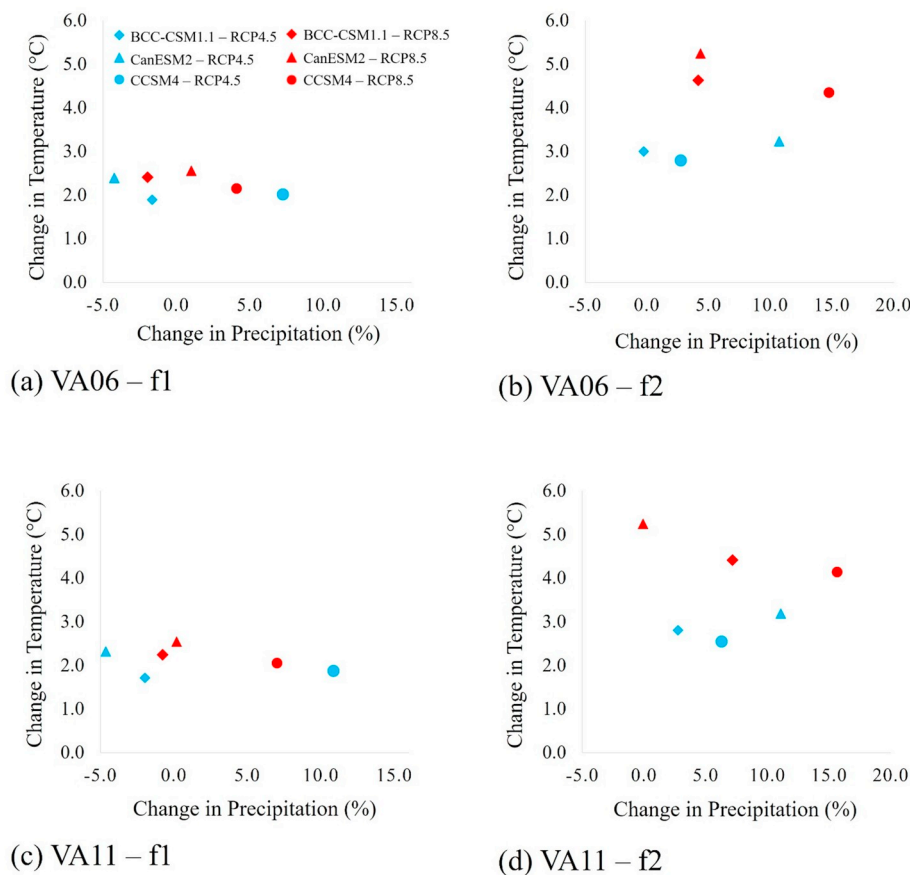 6.0
5.0
4.0
3.0
2.0
1.0
0.0
Change in Temperature (°C)
BCC-CSM1.1 – RCP4.5
BCC-CSM1.1 – RCP8.5
CanESM2 – RCP4.5
CanESM2 – RCP8.5
CCSM4 – RCP4.5
CCSM4 – RCP8.5
-5.0 0.0 5.0 10.0 15.0
Change in Precipitation (%)
(a) VA06 – f1
6.0
5.0
4.0
3.0
2.0
1.0
0.0
Change in Temperature (°C)
-5.0 0.0 5.0 10.0 15.0 20.0
Change in Precipitation (%)
(b) VA06 – f2
6.0
5.0
4.0
3.0
2.0
1.0
0.0
Change in Temperature (°C)
-5.0 0.0 5.0 10.0 15.0
Change in Precipitation (%)
(c) VA11 – f1
6.0
5.0
4.0
3.0
2.0
1.0
0.0
Change in Temperature (°C)
-5.0 0.0 5.0 10.0 15.0 20.0
Change in Precipitation (%)
(d) VA11 – f2